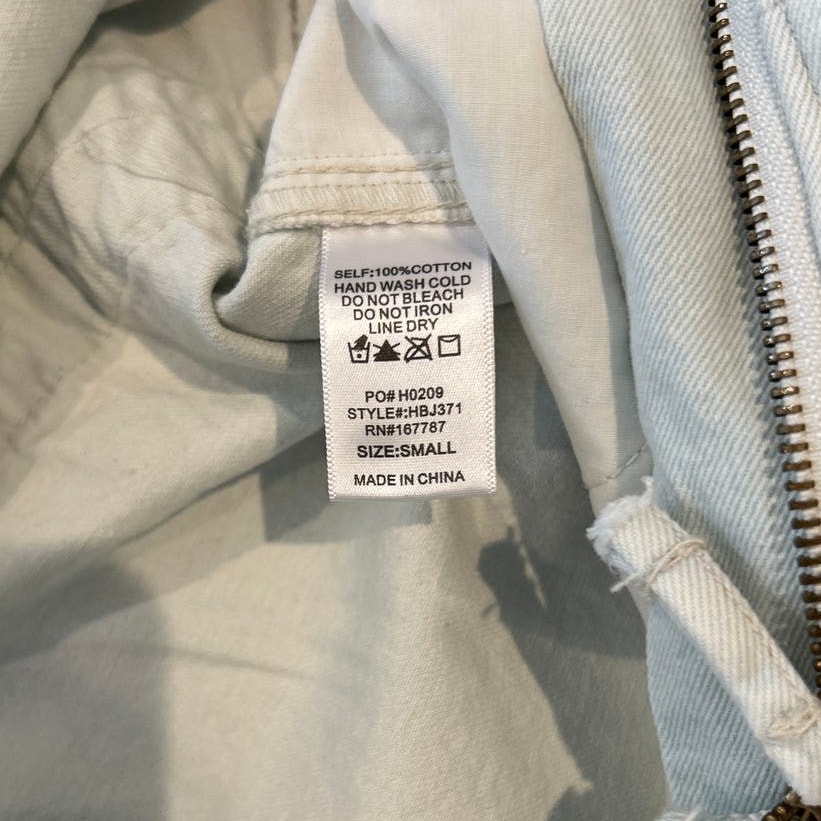 SELF:100%COTTON
HAND WASH COLD
DO NOT BLEACH
DO NOT IRON
LINE DRY
PO# H0209
STYLE#:HBJ371
RN#167787
SIZE:SMALL
MADE IN CHINA